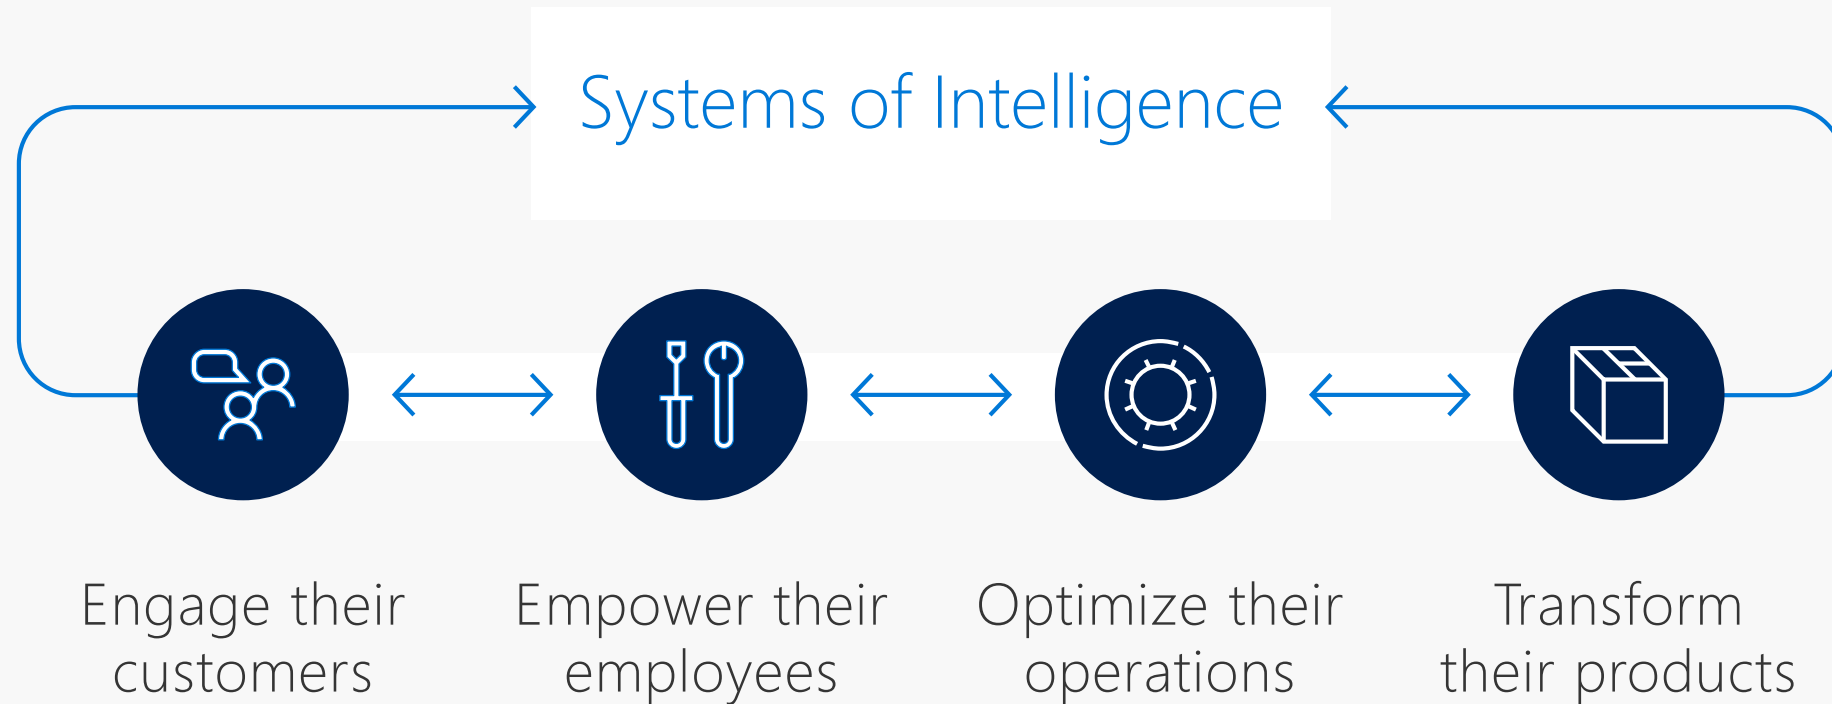 Systems of Intelligence
Engage their
customers
Empower their
employees
Optimize their
operations
Transform
their products